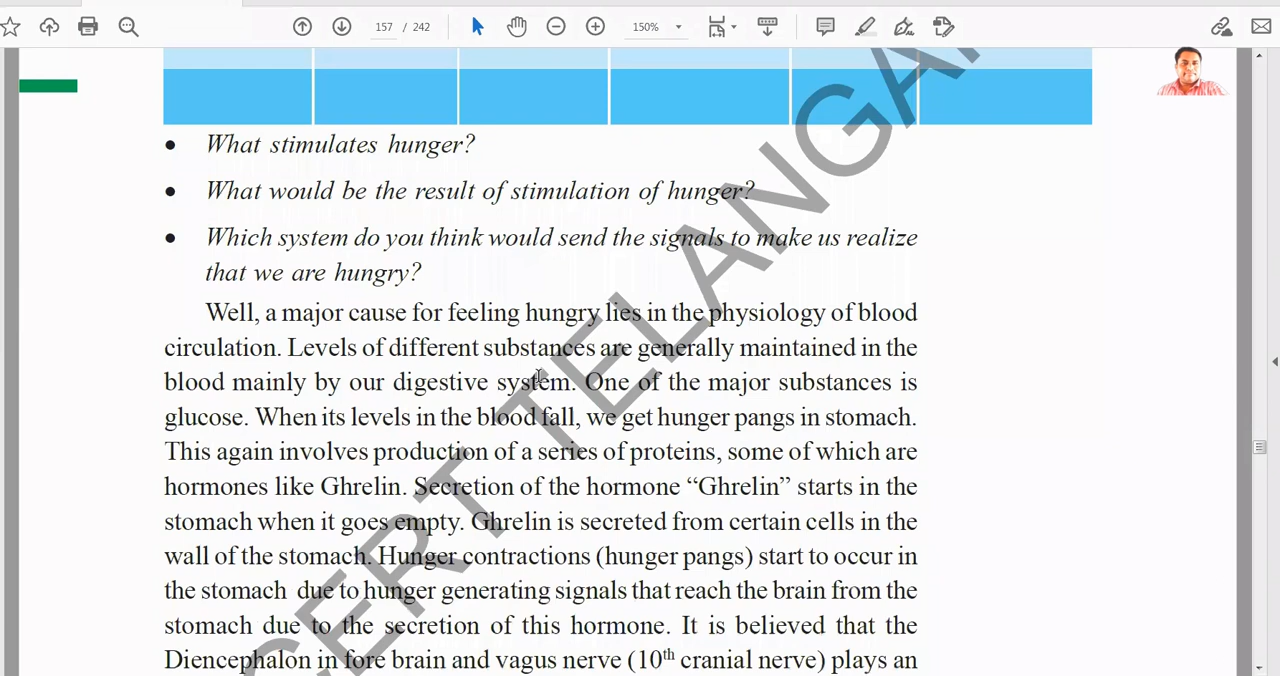 157 / 242
150%
• What stimulates hunger?
• What would be the result of stimulation of hunger?
• Which system do you think would send the signals to make us realize
that we are hungry?
Well, a major cause for feeling hungry lies in the physiology of blood
circulation. Levels of different substances are generally maintained in the
blood mainly by our digestive system. One of the major substances is
glucose. When its levels in the blood fall, we get hunger pangs in stomach.
This again involves production of a series of proteins, some of which are
hormones like Ghrelin. Secretion of the hormone “Ghrelin” starts in the
stomach when it goes empty. Ghrelin is secreted from certain cells in the
wall of the stomach. Hunger contractions (hunger pangs) start to occur in
the stomach due to hunger generating signals that reach the brain from the
stomach due to the secretion of this hormone. It is believed that the
Diencephalon in fore brain and vagus nerve (10th cranial nerve) plays an
CERT TELANGAN